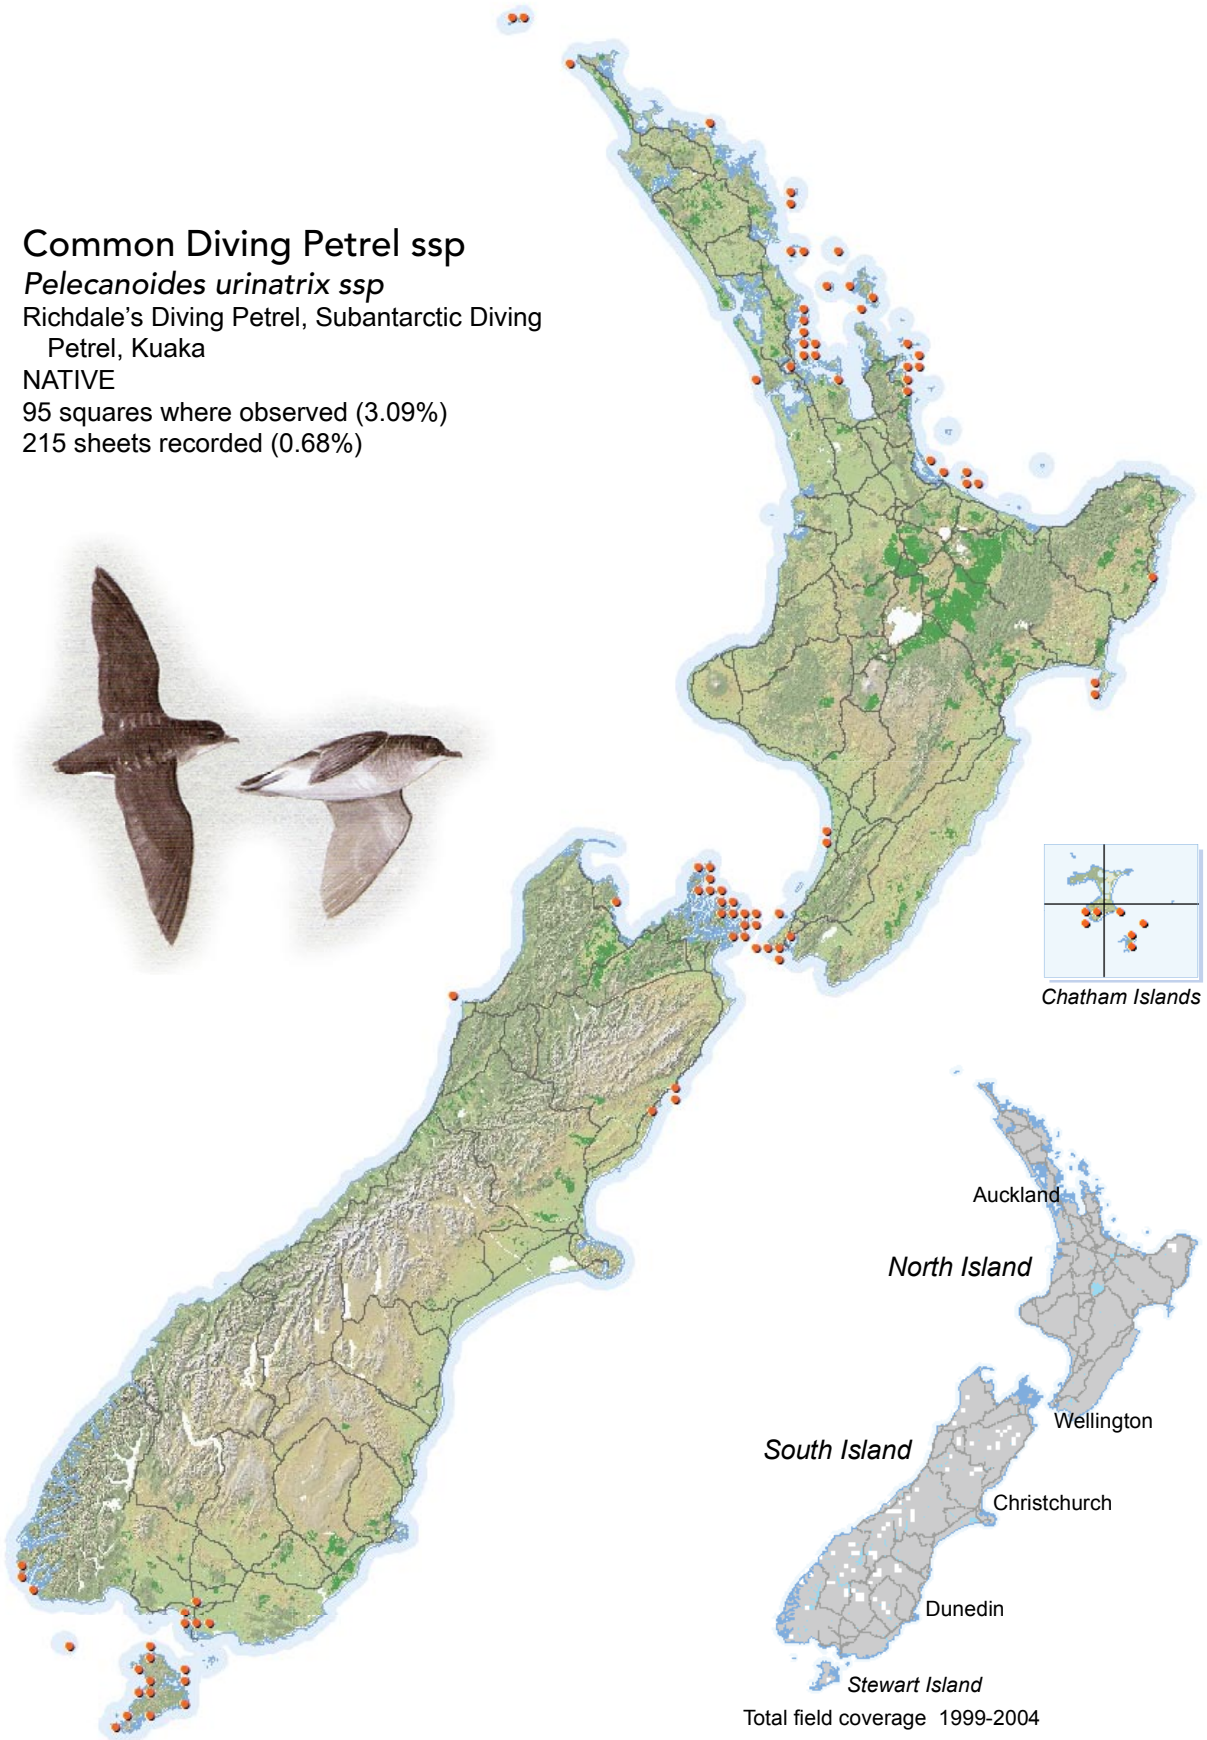 Common Diving Petrel ssp
Pelecanoides urinatrix ssp
Richdale's Diving Petrel, Subantarctic Diving
Petrel, Kuaka
NATIVE
95 squares where observed (3.09%)
215 sheets recorded (0.68%)
Chatham Islands
Auckland
North Island
Wellington
South Island
Christchurch
Dunedin
Stewart Island
Total field coverage 1999-2004